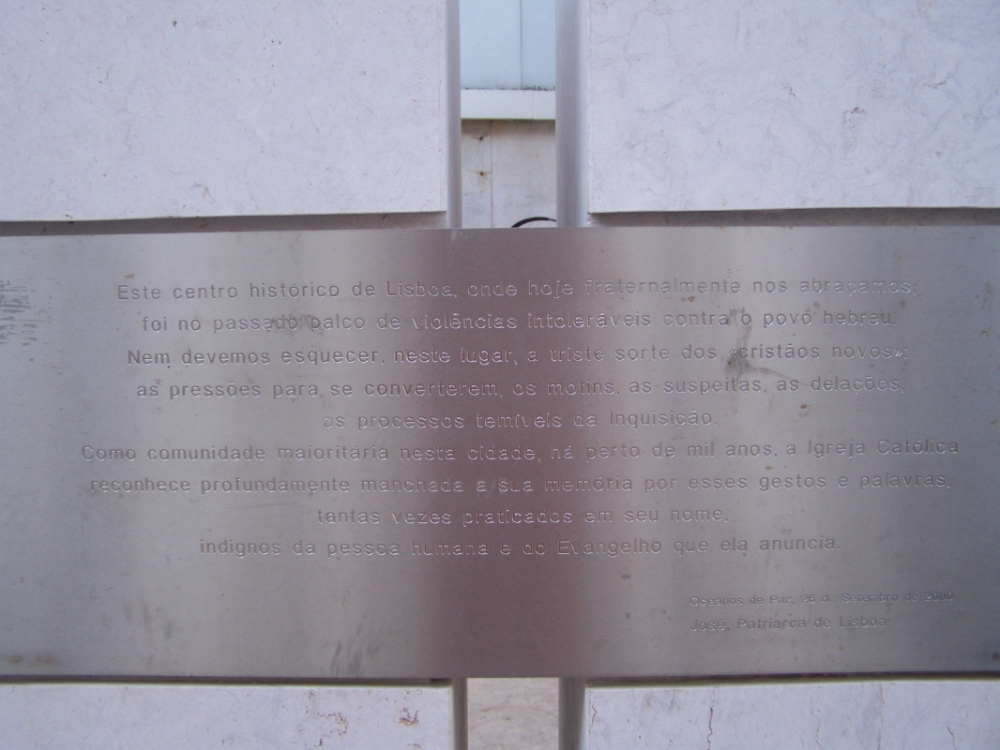 Este centro histórico de Lisboa, onde hoje fraternalmente nos abraçamos,
foi no passado palco de violências intoleráveis contra o povo hebreu.
Nem devemos esquecer, neste lugar, a triste sorte dos «cristãos novos»;
as pressões para se converterem, os motins, as suspeitas, as delações,
os processos temíveis da Inquisição.
Como comunidade maioritária nesta cidade, há perto de mil anos, a Igreja Católica
reconhece profundamente manchada a sua memória por esses gestos e palavras,
tantas vezes praticados em seu nome,
indignos da pessoa humana e do Evangelho que ela anuncia.
Oceanos de Paz, 26 de Setembro de 2000
José, Patriarca de Lisboa